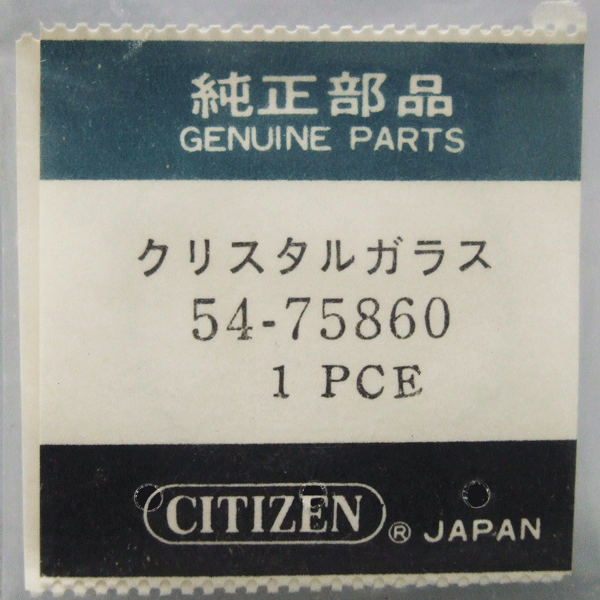 純正部品
GENUINE PARTS
クリスタルガラス
54-75860
1 PCE
CITIZEN ® JAPAN